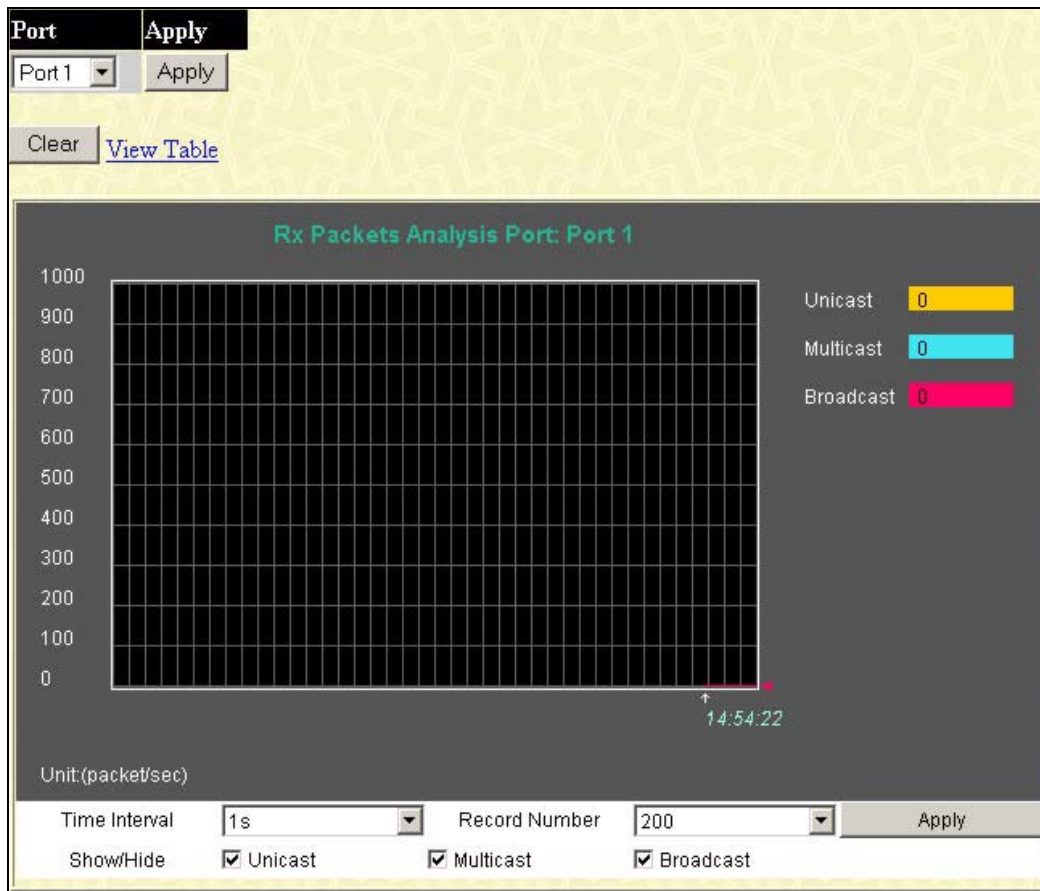 Port Apply
Port 1 Apply
Clear View Table
Rx Packets Analysis Port: Port 1
1000
900
800
700
600
500
400
300
200
100
0
Unicast 0
Multicast 0
Broadcast 0
14:54:22
Unit:(packet/sec)
Time Interval 1s Record Number 200 Apply
Show/Hide Unicast Multicast Broadcast